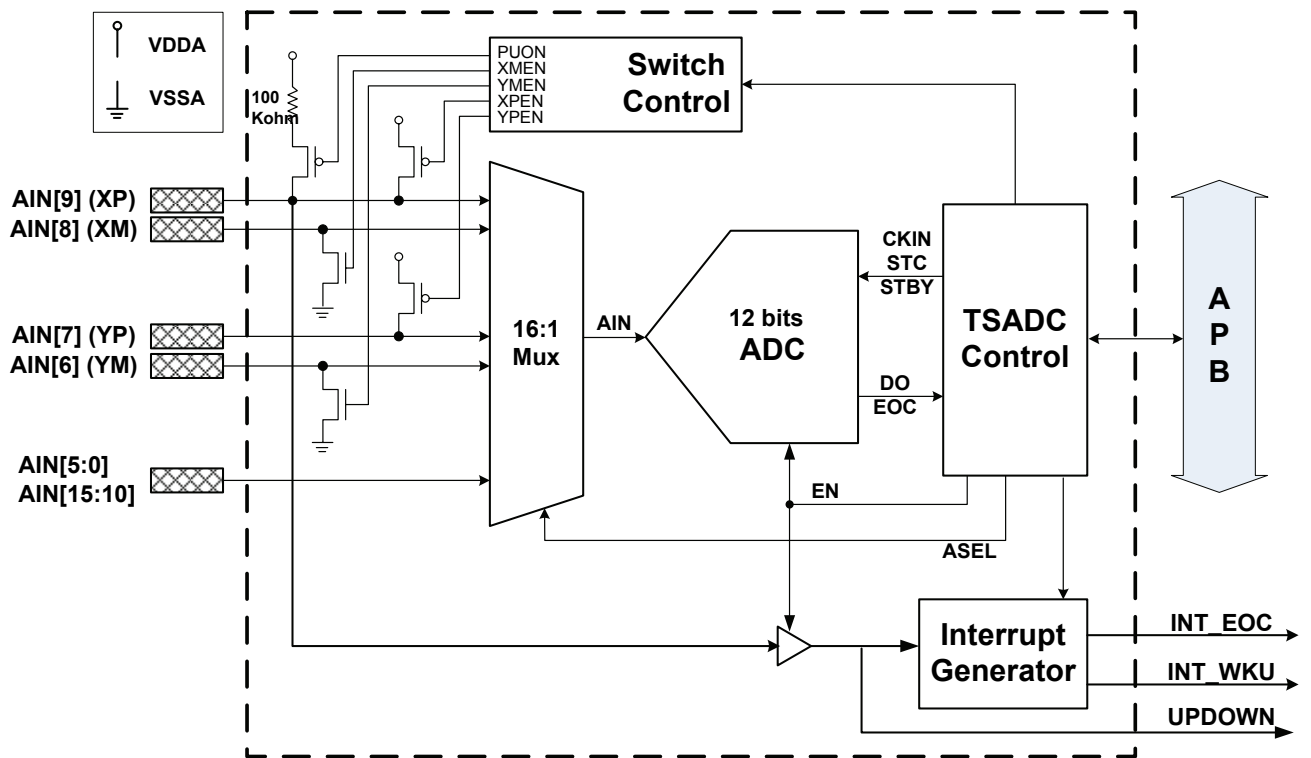 VDDA
VSSA
100
Kohm
PUON
XMEN
YMEN
XPEN
YPEN
Switch
Control
AIN[9] (XP)
AIN[8] (XM)
AIN[7] (YP)
AIN[6] (YM)
AIN[5:0]
AIN[15:10]
16:1
Mux
AIN
12 bits
ADC
CKIN
STC
STBY
DO
EOC
TSADC
Control
A
P
B
EN
ASEL
Interrupt
Generator
INT_EOC
INT_WKU
UPDOWN